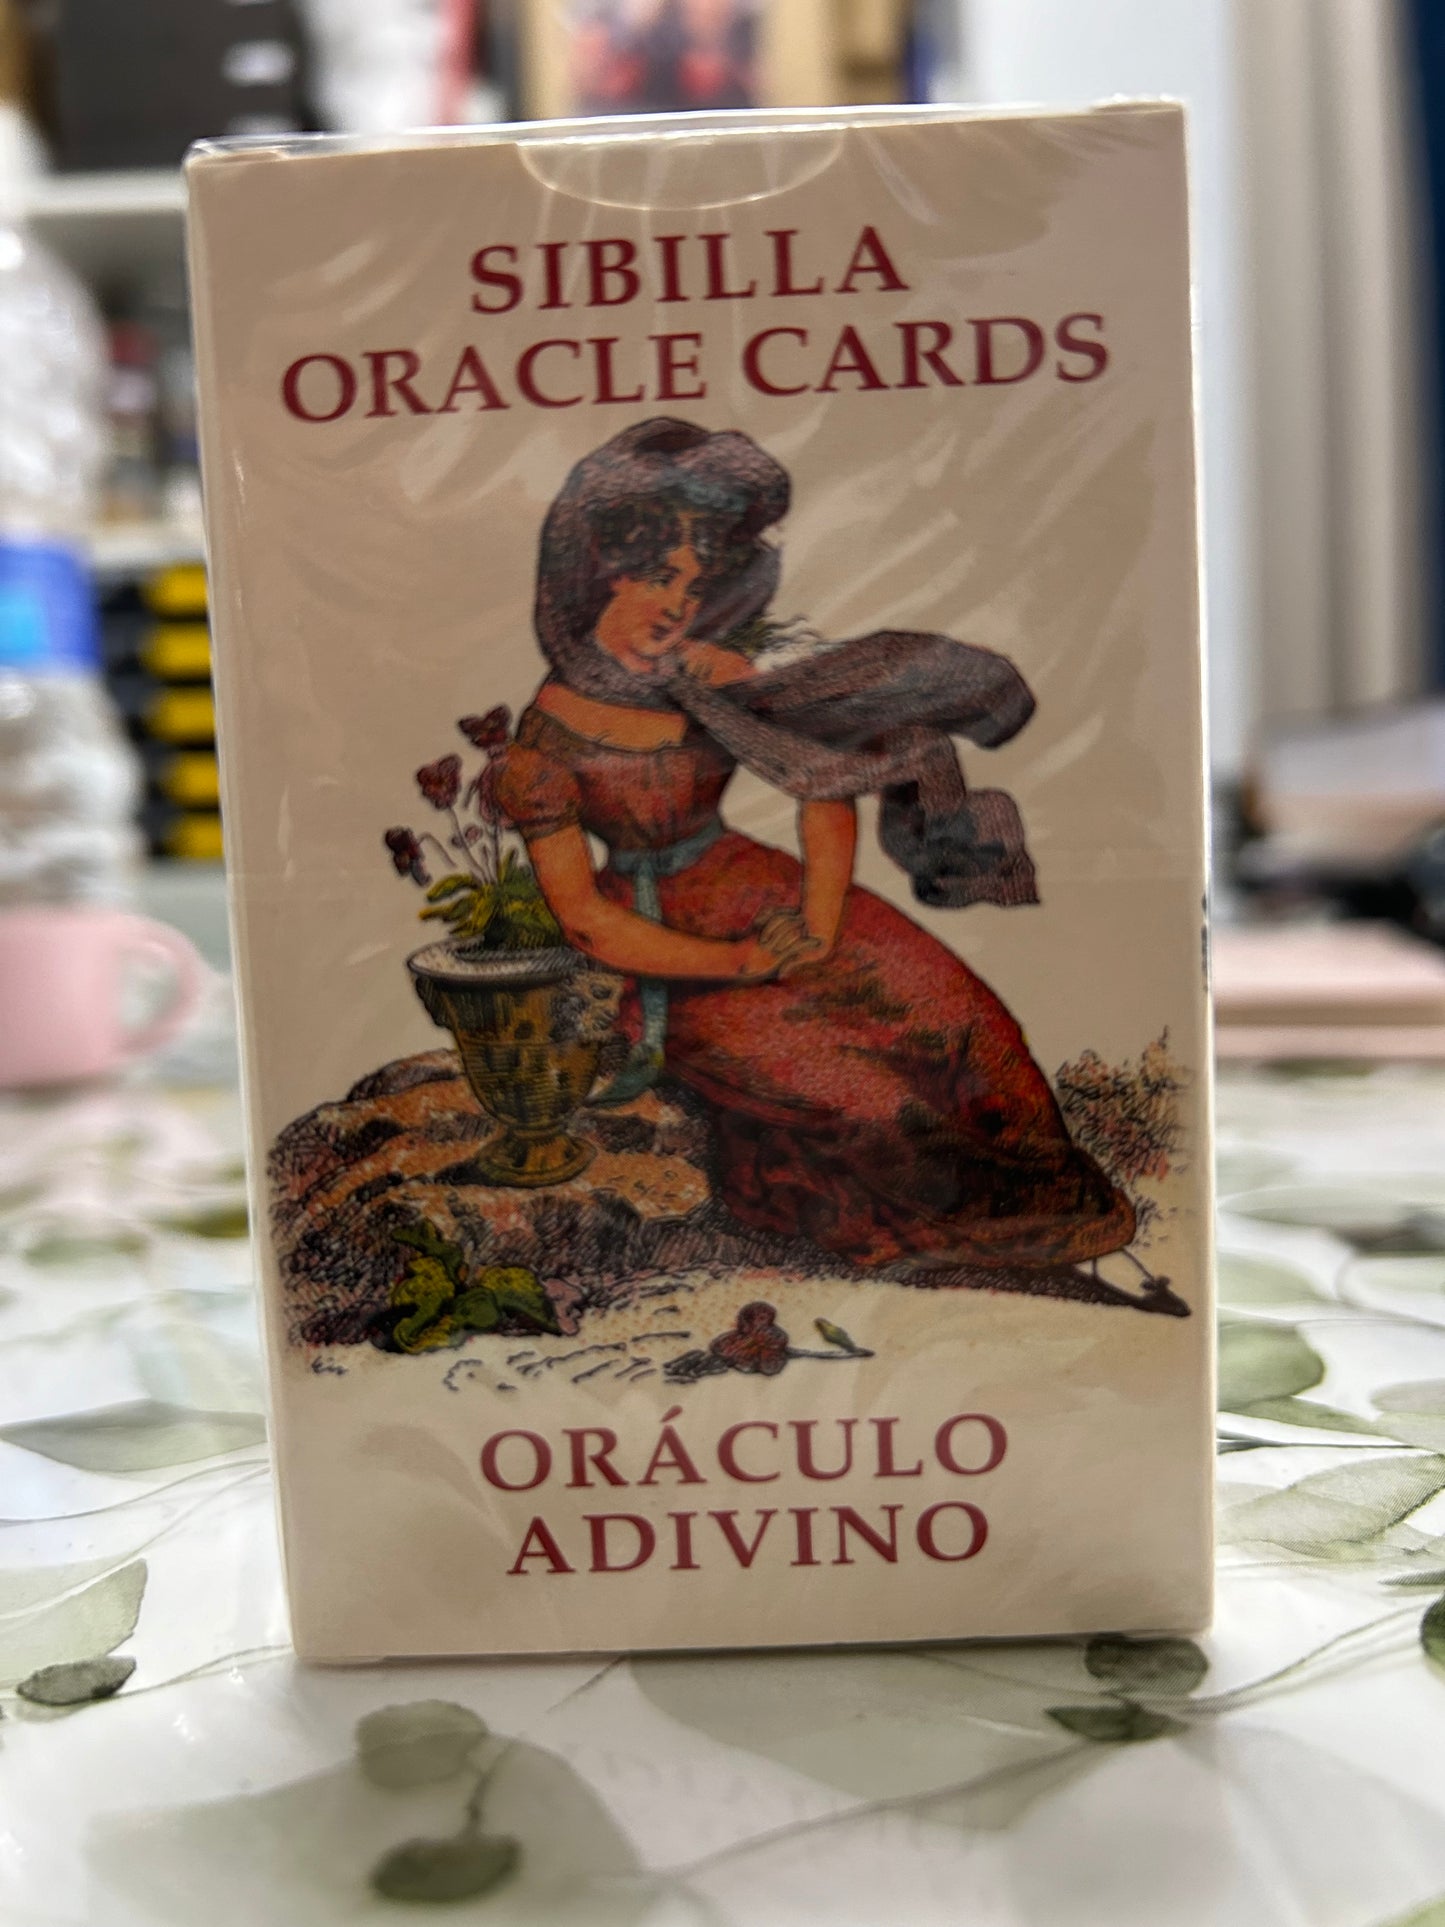 SIBILLA
ORACLE CARDS
ORÁCULO
ADIVINO